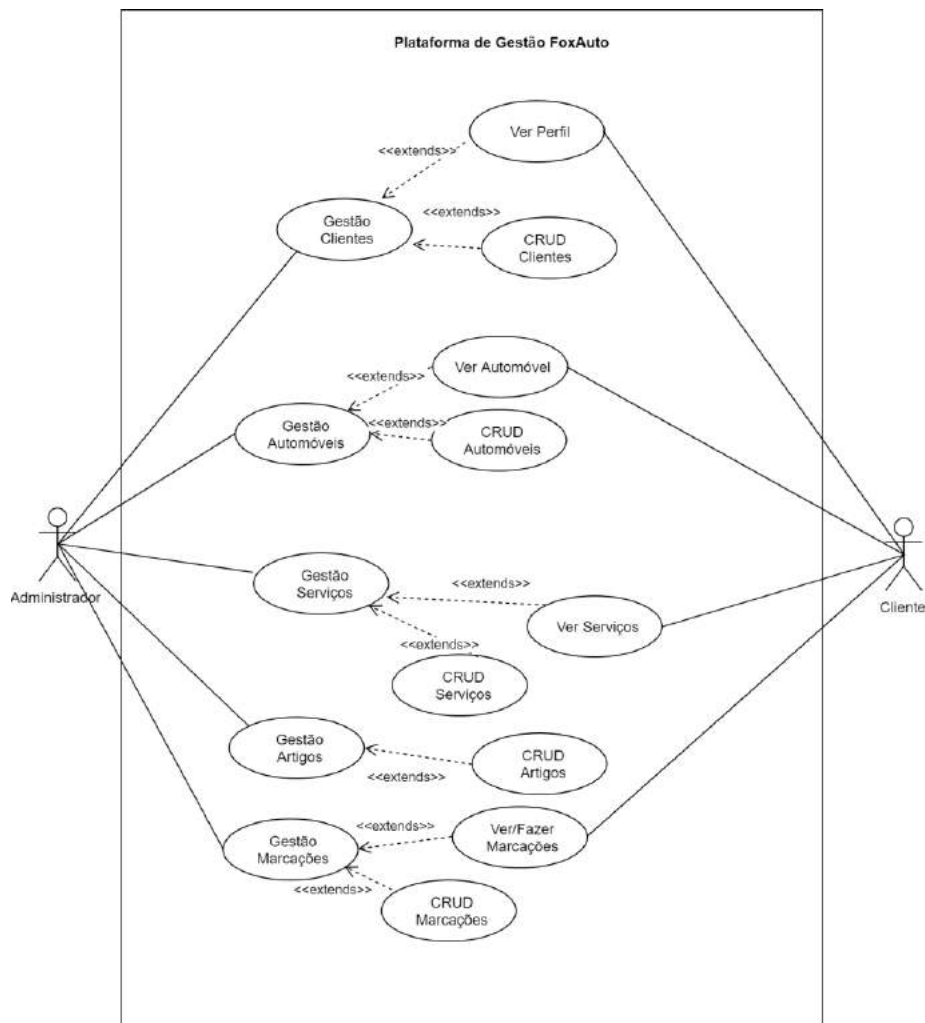 Plataforma de Gestão FoxAuto
Ver Perfil
<<extends>>
Gestão
Clientes
<<extends>>
CRUD
Clientes
Ver Automóvel
<<extends>>
Gestão
Automóveis
<<extends>>
CRUD
Automóveis
Administrador
Cliente
Gestão
Serviços
<<extends>>
Ver Serviços
<<extends>>
CRUD
Serviços
Gestão
Artigos
<<extends>>
CRUD
Artigos
Gestão
Marcações
<<extends>>
Ver/Fazer
Marcações
<<extends>>
CRUD
Marcações